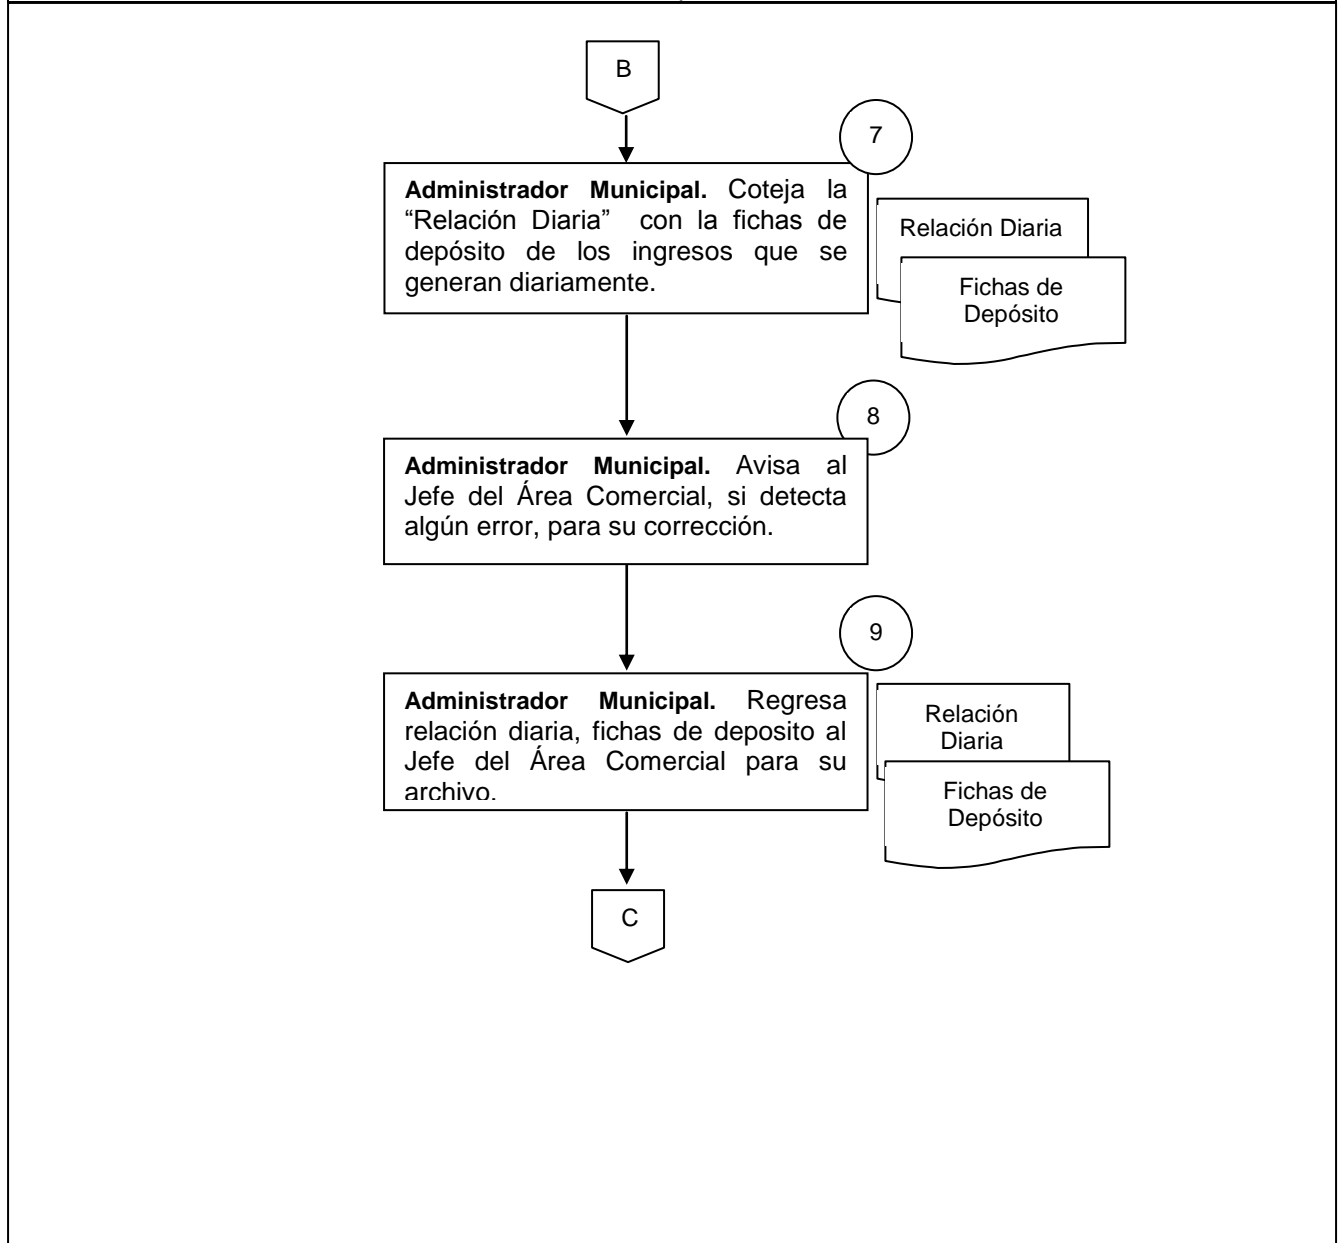 B
7
Administrador Municipal. Coteja la
“Relación Diaria” con la fichas de
depósito de los ingresos que se
generan diariamente.
Relación Diaria
Fichas de
Depósito
8
Administrador Municipal. Avisa al
Jefe del Área Comercial, si detecta
algún error, para su corrección.
9
Administrador Municipal. Regresa
relación diaria, fichas de deposito al
Jefe del Área Comercial para su
archivo.
Relación
Diaria
Fichas de
Depósito
C